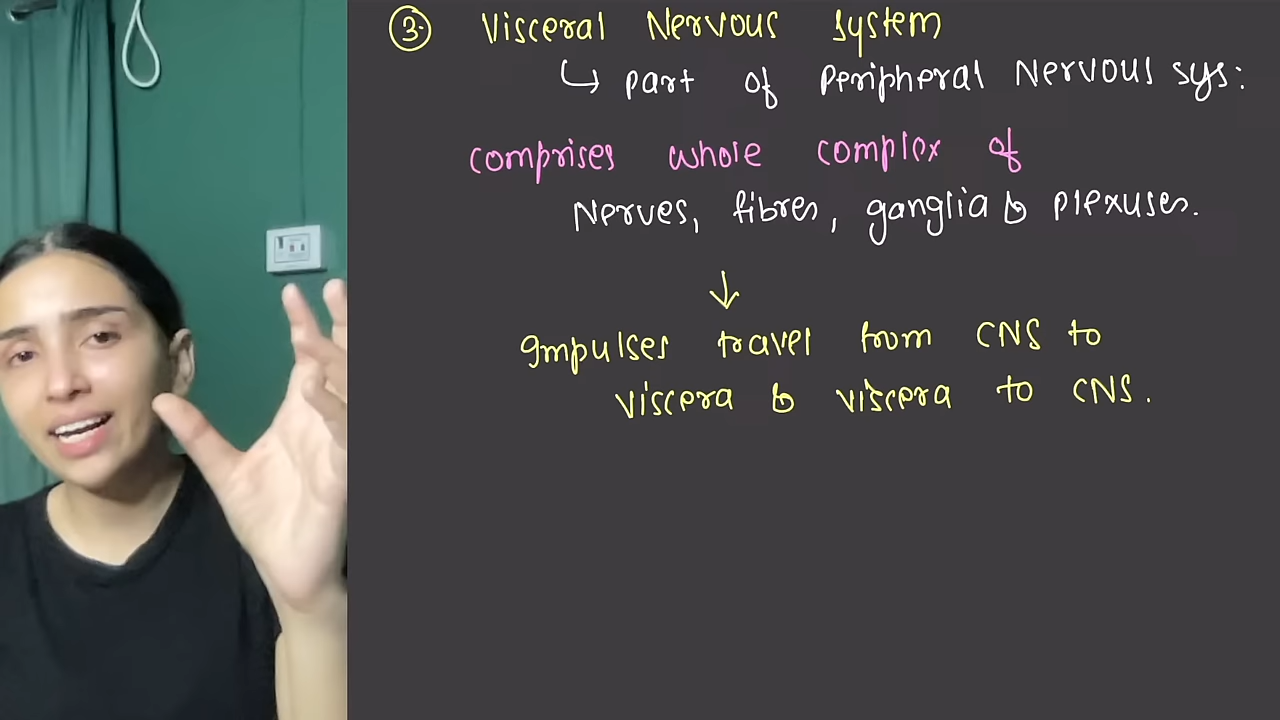 3. Visceral Nervous System
↳ part of Peripheral Nervous sys:
comprises whole complex of
Nerves, fibres, ganglia & plexuses.
↓
Impulses travel from CNS to
viscera & viscera to CNS.